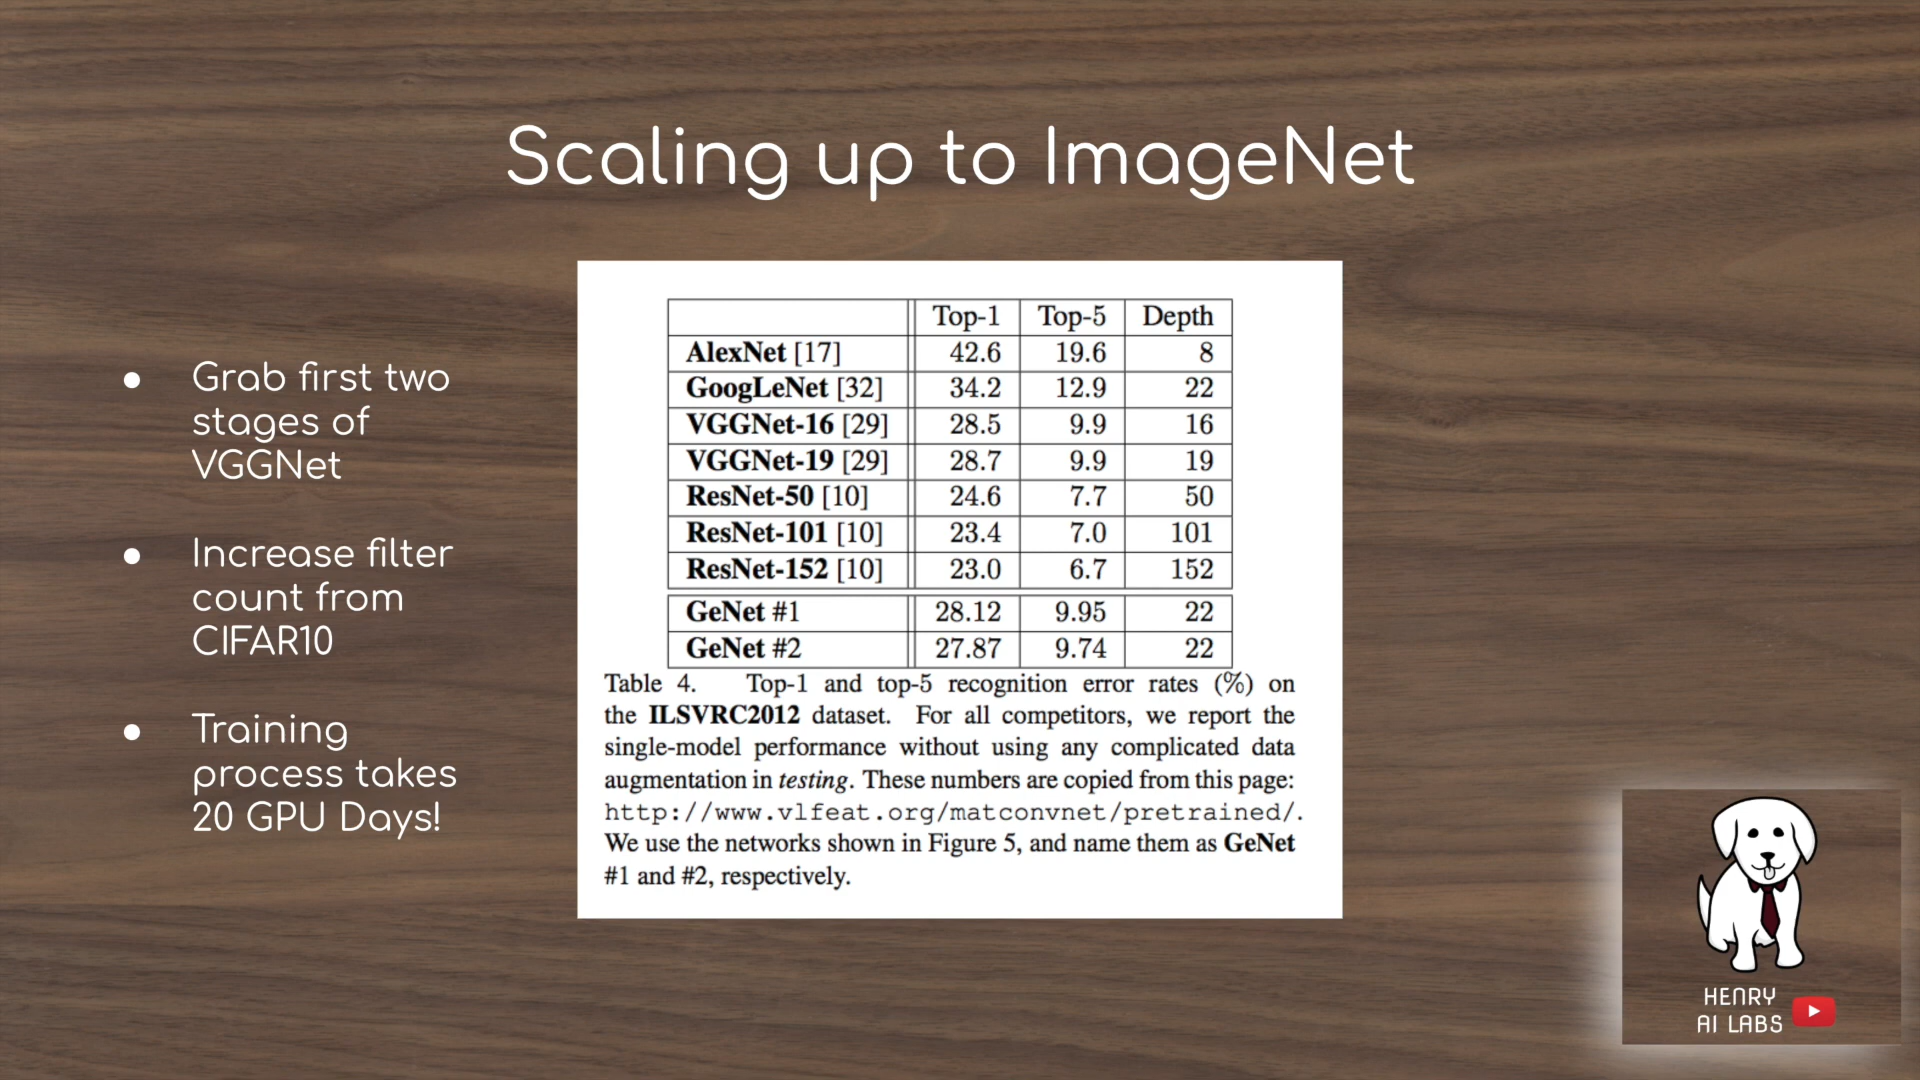 Scaling up to ImageNet
● Grab first two
stages of
VGGNet
● Increase filter
count from
CIFAR10
● Training
process takes
20 GPU Days!
Top-1 Top-5 Depth
AlexNet [17] 42.6 19.6 8
GoogLeNet [32] 34.2 12.9 22
VGGNet-16 [29] 28.5 9.9 16
VGGNet-19 [29] 28.7 9.9 19
ResNet-50 [10] 24.6 7.7 50
ResNet-101 [10] 23.4 7.0 101
ResNet-152 [10] 23.0 6.7 152
GeNet #1 28.12 9.95 22
GeNet #2 27.87 9.74 22
Table 4. Top-1 and top-5 recognition error rates (%) on
the ILSVRC2012 dataset. For all competitors, we report the
single-model performance without using any complicated data
augmentation in testing. These numbers are copied from this page:
http://www.vlfeat.org/matconvnet/pretrained/.
We use the networks shown in Figure 5, and name them as GeNet
#1 and #2, respectively.
HENRY
AI LABS